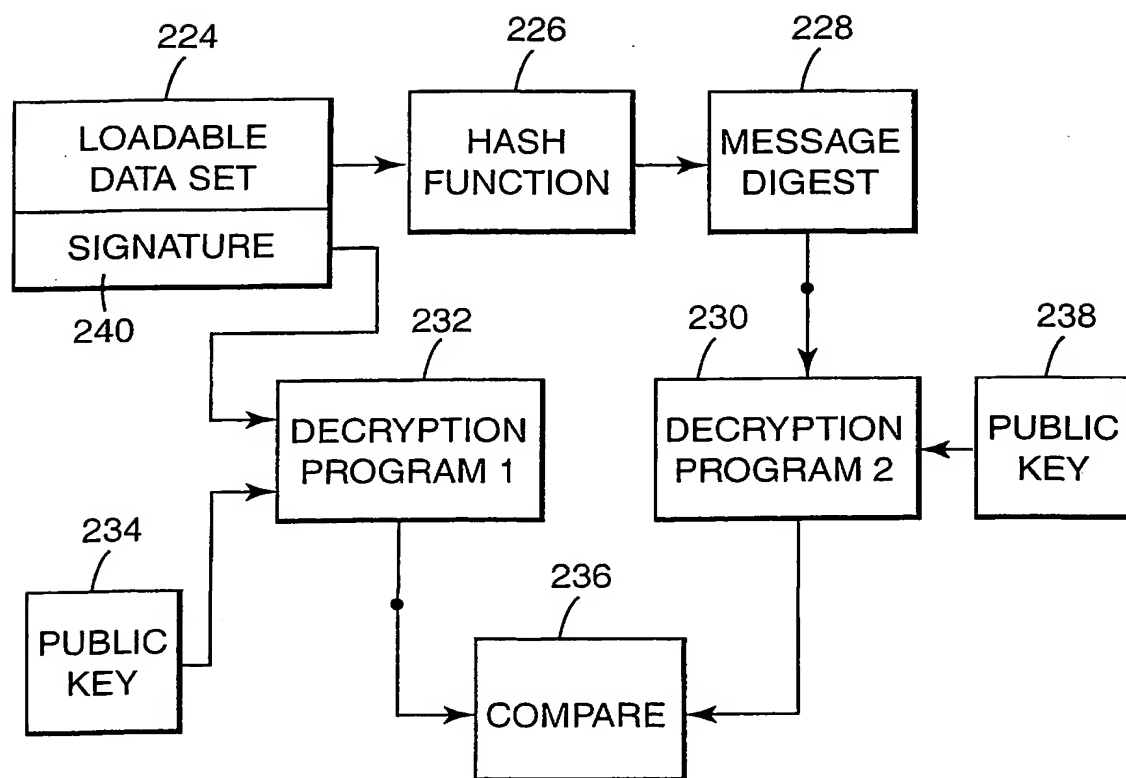 224
226
228
LOADABLE
DATA SET
HASH
FUNCTION
MESSAGE
DIGEST
SIGNATURE
240
232
230
238
DECRYPTION
PROGRAM 1
DECRYPTION
PROGRAM 2
PUBLIC
KEY
234
236
PUBLIC
KEY
COMPARE